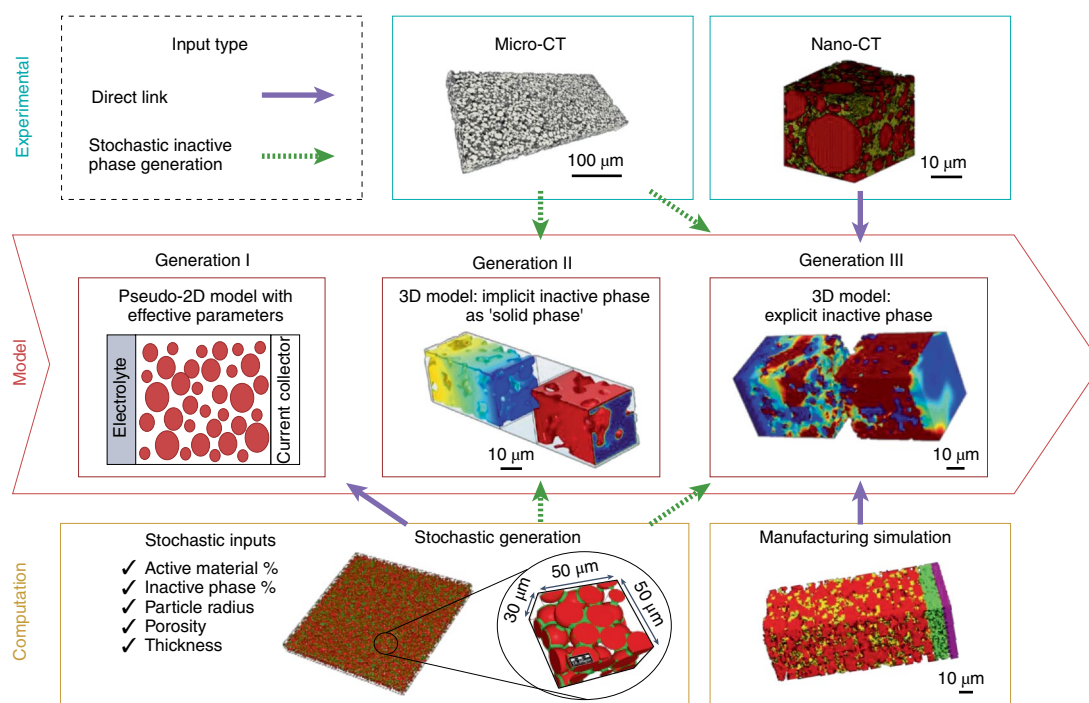 Experimental
Input type
Direct link
Stochastic inactive
phase generation
Micro-CT
100 μm
Nano-CT
10 μm
Model
Generation I
Pseudo-2D model with
effective parameters
Electrolyte
Current collector
Generation II
3D model: implicit inactive phase
as 'solid phase'
10 μm
Generation III
3D model:
explicit inactive phase
10 μm
Computation
Stochastic inputs
✓ Active material %
✓ Inactive phase %
✓ Particle radius
✓ Porosity
✓ Thickness
Stochastic generation
30 μm
50 μm
50 μm
Manufacturing simulation
10 μm